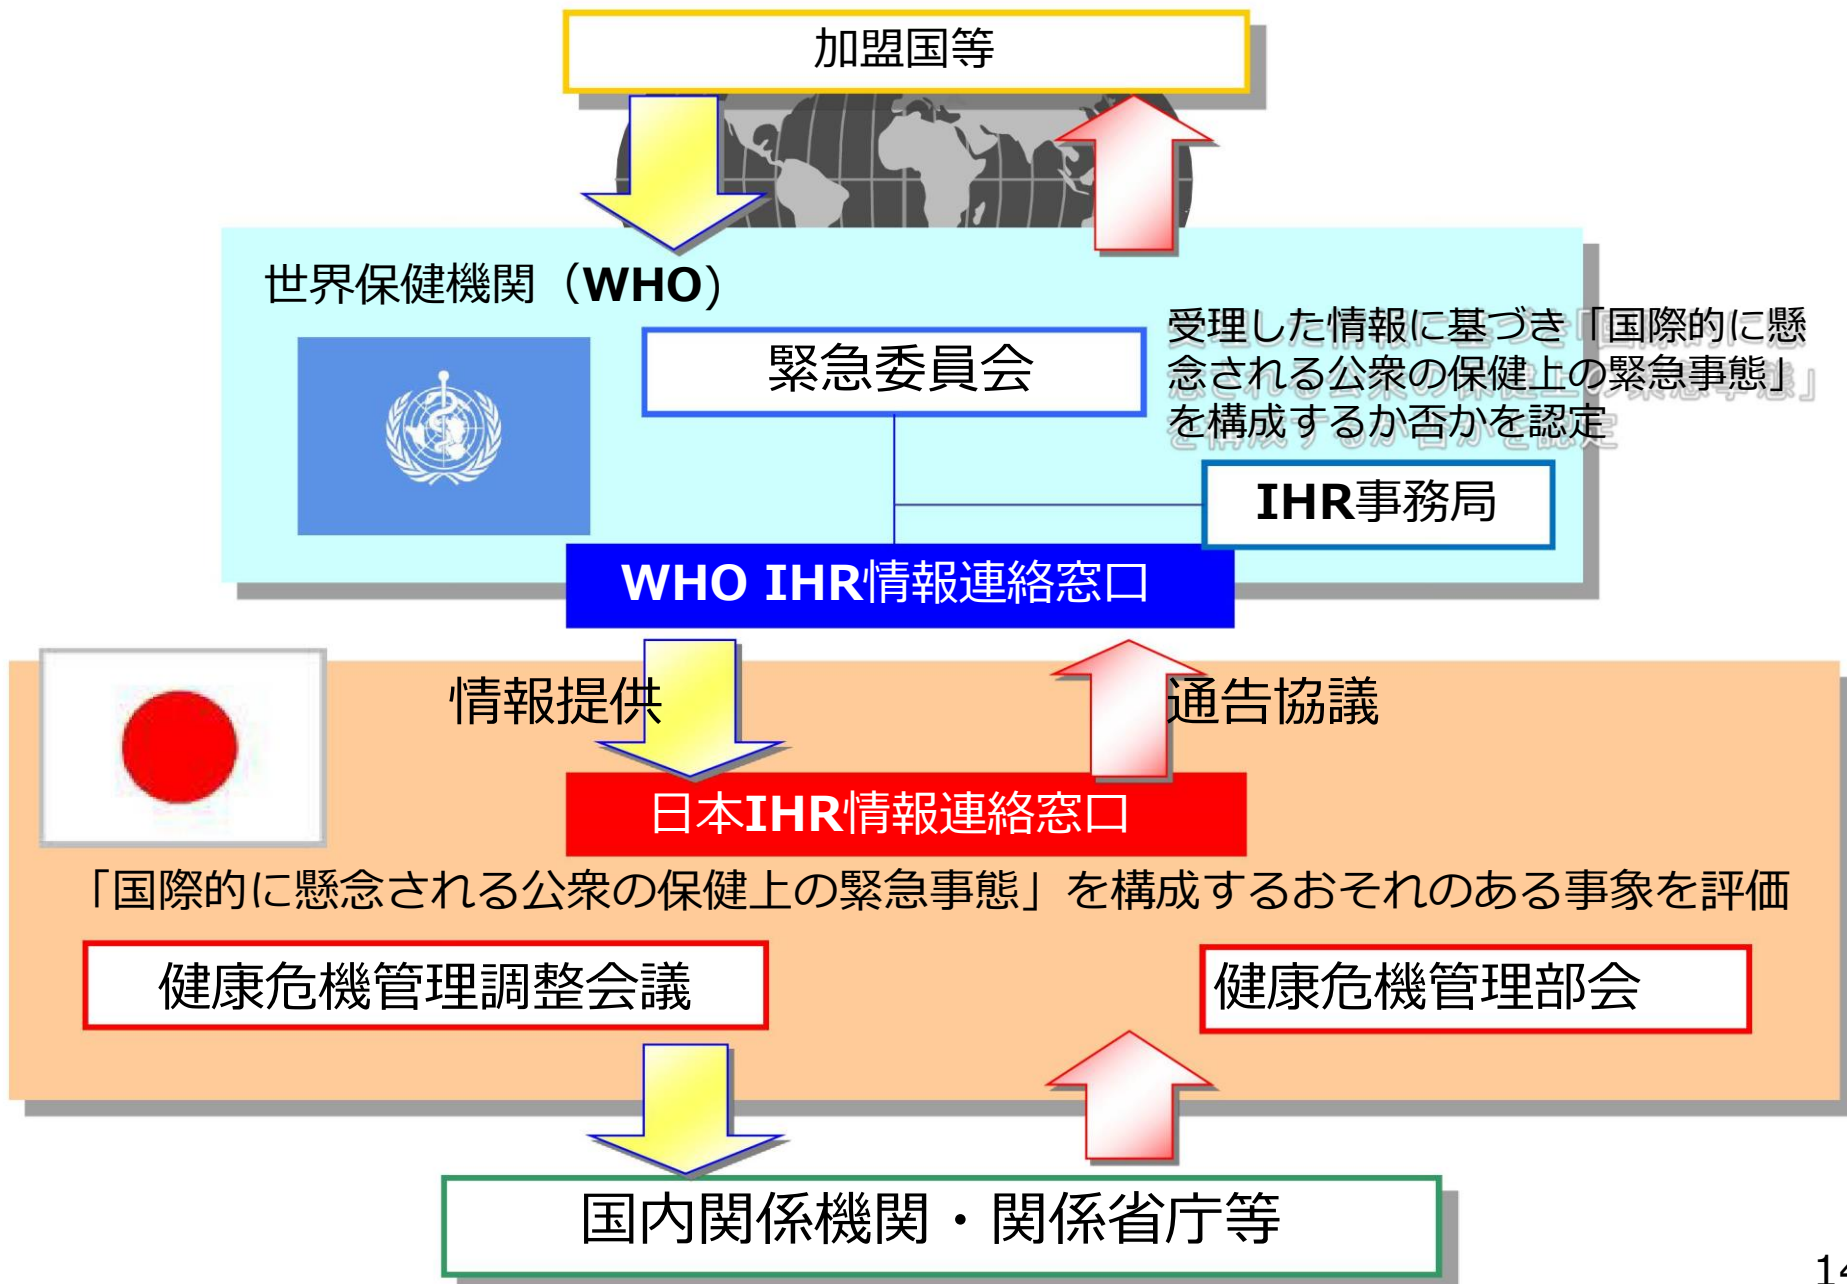 加盟国等
世界保健機関（WHO）
緊急委員会
受理した情報に基づき「国際的に懸
念される公衆の保健上の緊急事態」
を構成するか否かを認定
IHR事務局
WHO IHR情報連絡窓口
情報提供
通告協議
日本IHR情報連絡窓口
「国際的に懸念される公衆の保健上の緊急事態」を構成するおそれのある事象を評価
健康危機管理調整会議
健康危機管理部会
国内関係機関・関係省庁等